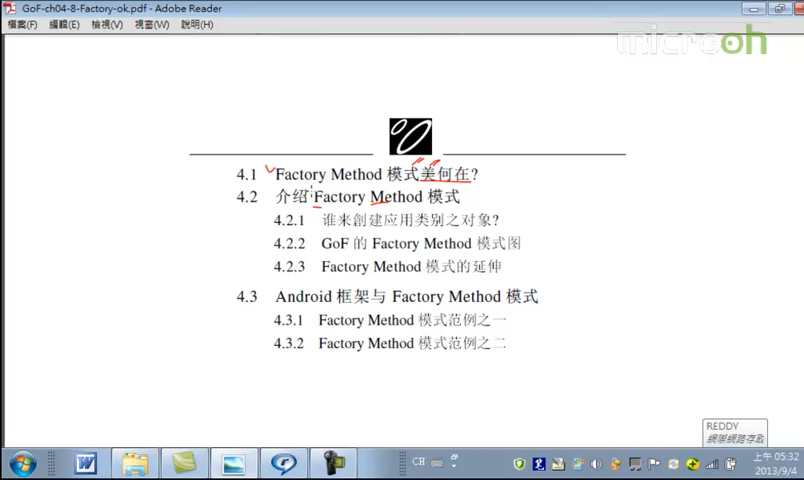 GoF-ch04-8-Factory-ok.pdf - Adobe Reader
檔案(F) 編輯(E) 檢視(V) 視窗(W) 說明(H)
microoh
4.1 Factory Method 模式美何在?
4.2 介绍 Factory Method 模式
4.2.1 谁来創建应用类别之对象?
4.2.2 GoF 的 Factory Method 模式图
4.2.3 Factory Method 模式的延伸
4.3 Android 框架与 Factory Method 模式
4.3.1 Factory Method 模式范例之一
4.3.2 Factory Method 模式范例之二
REDDY
網際網路存取
CH
上午 05:32
2013/9/4